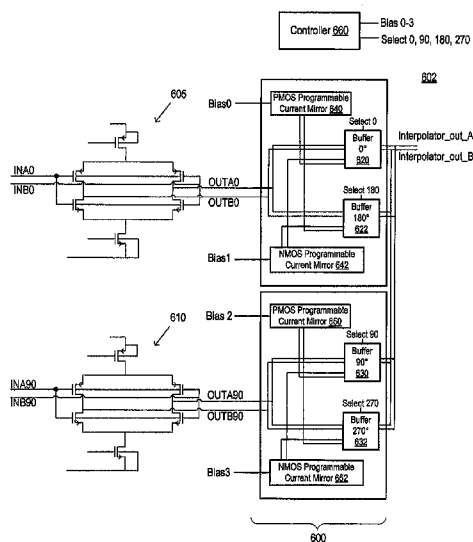 Controller 660
Bias 0-3
Select 0, 90, 180, 270
602
605
Bias0
PMOS Programmable
Current Mirror 640
Select 0
Buffer
0°
620
Interpolator_out_A
Interpolator_out_B
INA0
INB0
OUTA0
OUTB0
Select 180
Buffer
180°
622
Bias1
NMOS Programmable
Current Mirror 642
610
Bias 2
PMOS Programmable
Current Mirror 650
Select 90
Buffer
90°
630
INA90
INB90
OUTA90
OUTB90
Select 270
Buffer
270°
632
Bias3
NMOS Programmable
Current Mirror 652
600